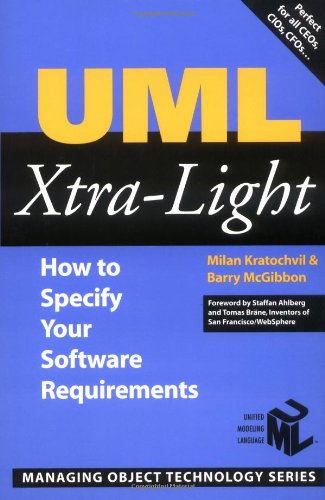 Perfect
for all CEOs,
CIOs, CFOs...
UML
Xtra-Light
How to
Specify
Your
Software
Requirements
Milan Kratochvil &
Barry McGibbon
Foreword by Staffan Ahlberg
and Tomas Bräne, Inventors of
San Francisco/WebSphere
UNIFIED
MODELING
LANGUAGE
UML
TM
MANAGING OBJECT TECHNOLOGY SERIES